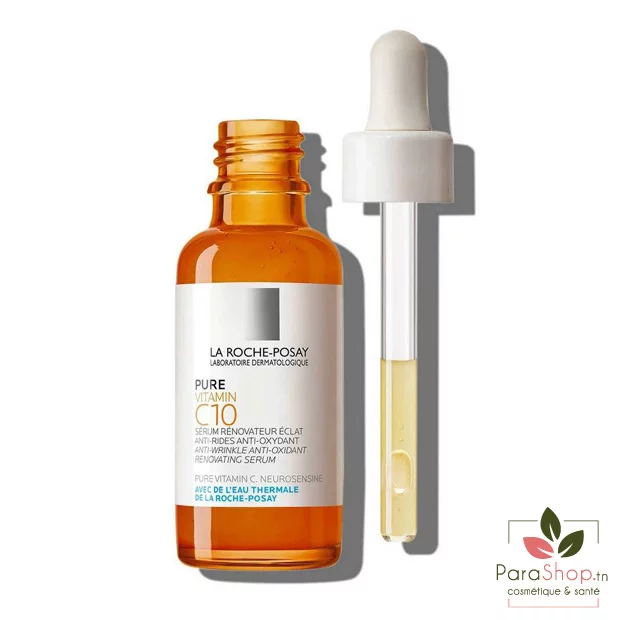 LA ROCHE-POSAY
LABORATOIRE DERMATOLOGIQUE
PURE
VITAMIN
C10
SÉRUM RÉNOVATEUR ÉCLAT
ANTI-RIDES ANTI-OXYDANT
ANTI-WRINKLE ANTI-OXIDANT
RENOVATING SERUM
PURE VITAMIN C. NEUROSENSINE
AVEC DE L'EAU THERMALE
DE LA ROCHE-POSAY
ParaShop.tn
cosmétique & santé